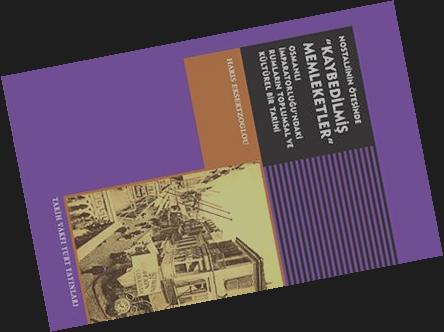 NOSTALJİNİN ÖTESİNDE
"KAYBEDİLMİŞ
MEMLEKETLER"
OSMANLI
İMPARATORLUĞU'NDAKİ
RUMLARIN TOPLUMSAL VE
KÜLTÜREL BİR TARİHİ
HARIS EKSERTZOGLOU
TARİH VAKFI YURT YAYINLARI